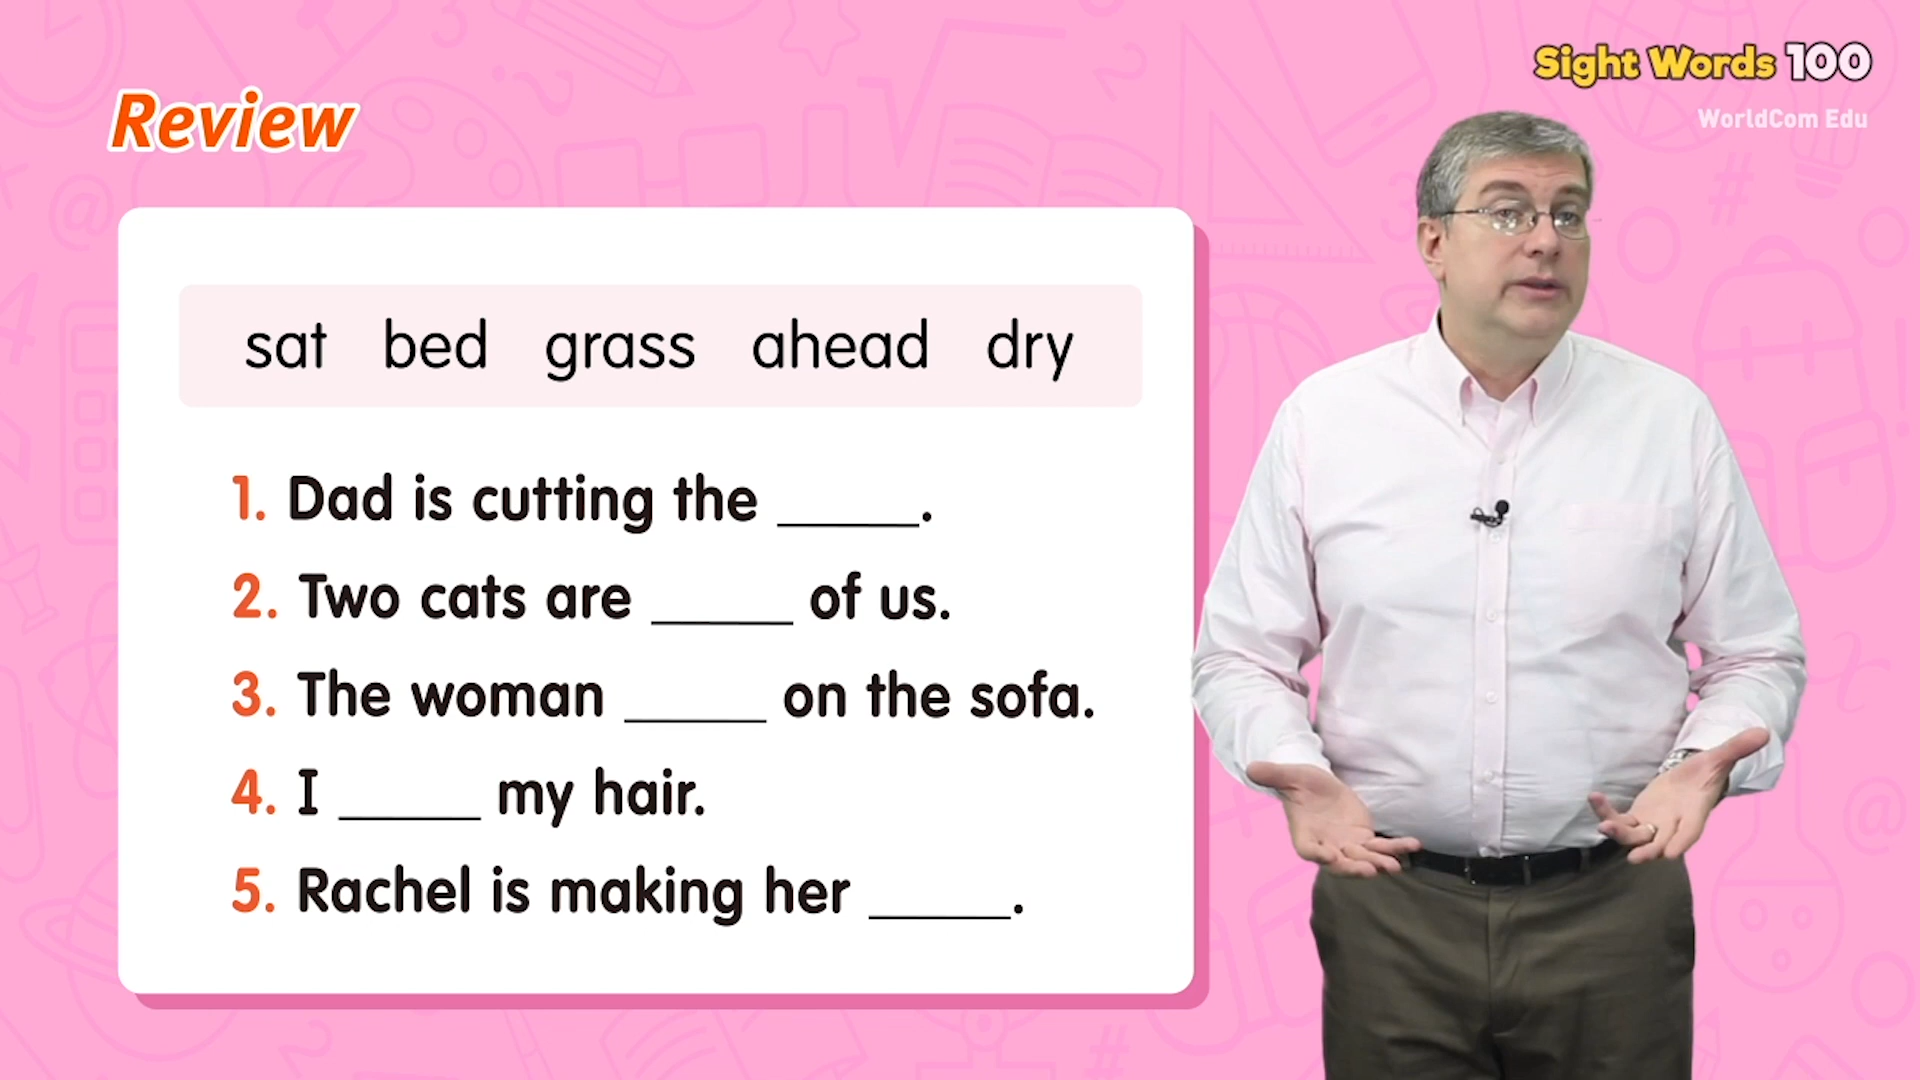 Sight Words 100
WorldCom Edu
Review
sat bed grass ahead dry
1. Dad is cutting the _____.
2. Two cats are _____ of us.
3. The woman _____ on the sofa.
4. I _____ my hair.
5. Rachel is making her _____.